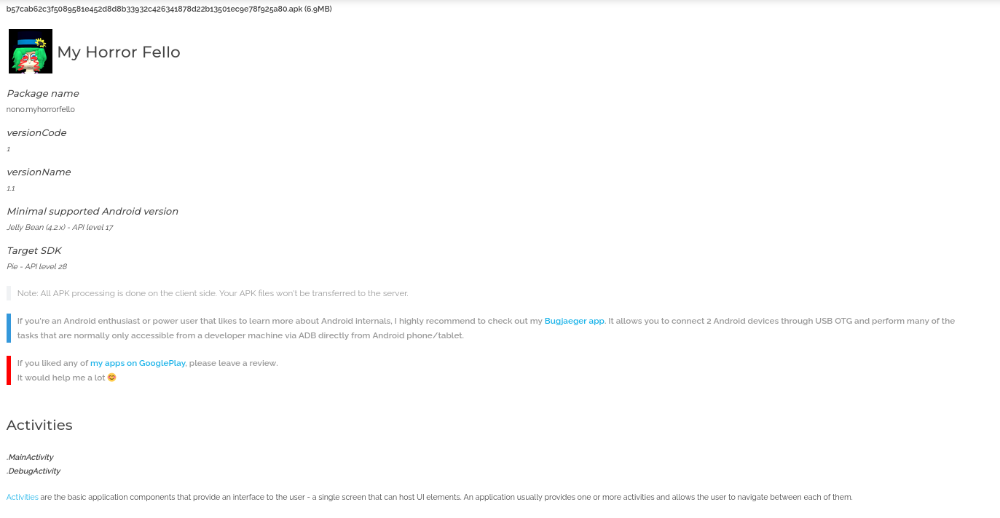 b57cab62c3f5089581e452d8d8b33932c426341878d22b13501ec9e78f925a80.apk (6.9MB)
My Horror Fello
Package name
nono.myhorrorfello
versionCode
1
versionName
1.1
Minimal supported Android version
Jelly Bean (4.2.x) - API level 17
Target SDK
Pie - API level 28
Note: All APK processing is done on the client side. Your APK files won't be transferred to the server.
If you're an Android enthusiast or power user that likes to learn more about Android internals, I highly recommend to check out my Bugjaeger app. It allows you to connect 2 Android devices through USB OTG and perform many of the
tasks that are normally only accessible from a developer machine via ADB directly from Android phone/tablet.
If you liked any of my apps on GooglePlay, please leave a review.
It would help me a lot 😊
Activities
.MainActivity
.DebugActivity
Activities are the basic application components that provide an interface to the user - a single screen that can host UI elements. An application usually provides one or more activities and allows the user to navigate between each of them.